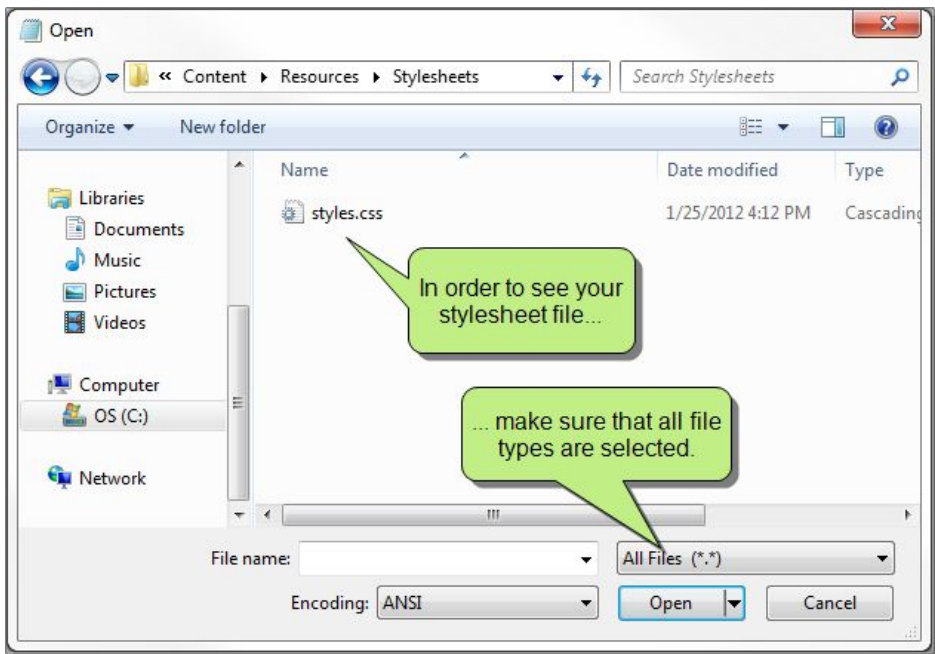 Open
« Content ▸ Resources ▸ Stylesheets
Search Stylesheets
Organize
New folder
Name
Date modified
Type
Libraries
Documents
Music
Pictures
Videos
Computer
OS (C:)
Network
styles.css
1/25/2012 4:12 PM
Cascading
In order to see your
stylesheet file...
... make sure that all file
types are selected.
File name:
All Files (*.*)
Encoding:
ANSI
Open
Cancel